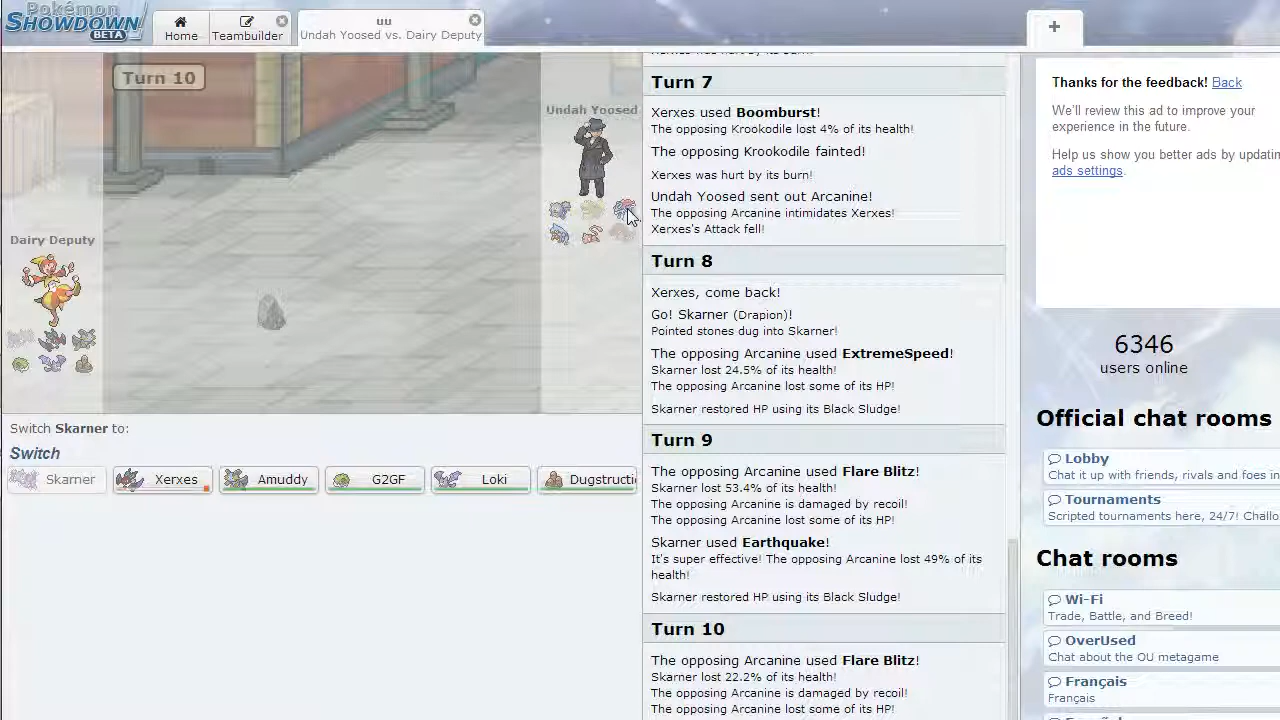 Pokémon
SHOWDOWN
BETA
Home
Teambuilder
uu
Undah Yoosed vs. Dairy Deputy
+
Turn 10
Undah Yoosed
Dairy Deputy
Switch Skarner to:
Switch
Skarner
Xerxes
Amuddy
G2GF
Loki
Dugstructi
Turn 7
Xerxes used Boomburst!
The opposing Krookodile lost 4% of its health!
The opposing Krookodile fainted!
Xerxes was hurt by its burn!
Undah Yoosed sent out Arcanine!
The opposing Arcanine intimidates Xerxes!
Xerxes's Attack fell!
Turn 8
Xerxes, come back!
Go! Skarner (Drapion)!
Pointed stones dug into Skarner!
The opposing Arcanine used ExtremeSpeed!
Skarner lost 24.5% of its health!
The opposing Arcanine lost some of its HP!
Skarner restored HP using its Black Sludge!
Turn 9
The opposing Arcanine used Flare Blitz!
Skarner lost 53.4% of its health!
The opposing Arcanine is damaged by recoil!
The opposing Arcanine lost some of its HP!
Skarner used Earthquake!
It's super effective! The opposing Arcanine lost 49% of its
health!
Skarner restored HP using its Black Sludge!
Turn 10
The opposing Arcanine used Flare Blitz!
Skarner lost 22.2% of its health!
The opposing Arcanine is damaged by recoil!
The opposing Arcanine lost some of its HP!
Thanks for the feedback! Back
We'll review this ad to improve your
experience in the future.
Help us show you better ads by updatin
ads settings.
6346
users online
Official chat rooms
Lobby
Chat it up with friends, rivals and foes in
Tournaments
Scripted tournaments here, 24/7! Challo
Chat rooms
Wi-Fi
Trade, Battle, and Breed!
OverUsed
Chat about the OU metagame
Français
Français